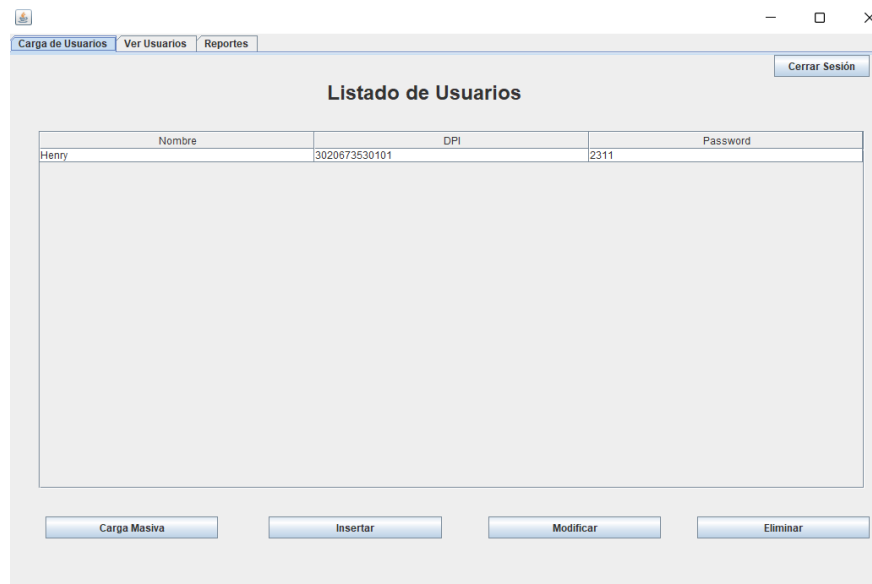 Carga de Usuarios Ver Usuarios Reportes
Cerrar Sesión
Listado de Usuarios
Nombre DPI Password
Henry 3020673530101 2311
Carga Masiva Insertar Modificar Eliminar